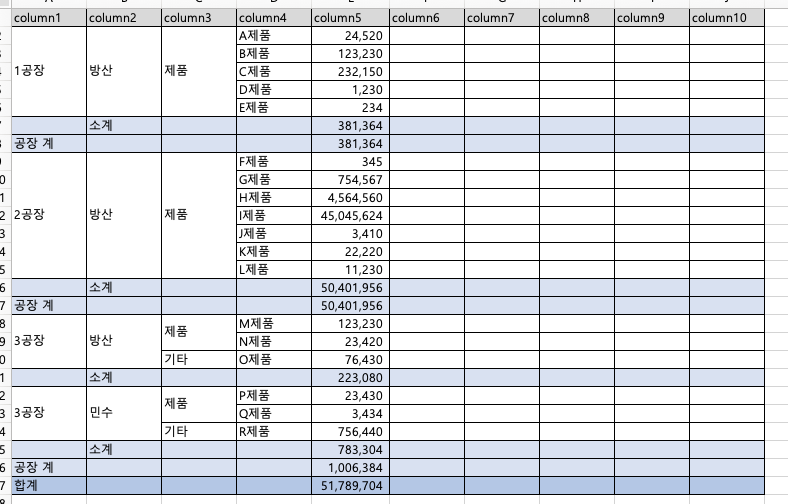 column1 column2 column3 column4 column5 column6 column7 column8 column9 column10
A제품 24,520
B제품 123,230
1공장 방산 제품 C제품 232,150
D제품 1,230
E제품 234
소계 381,364
공장 계 381,364
F제품 345
G제품 754,567
H제품 4,564,560
2공장 방산 제품 I제품 45,045,624
J제품 3,410
K제품 22,220
L제품 11,230
소계 50,401,956
공장 계 50,401,956
3공장 방산 제품 M제품 123,230
N제품 23,420
기타 O제품 76,430
소계 223,080
3공장 민수 제품 P제품 23,430
Q제품 3,434
기타 R제품 756,440
소계 783,304
공장 계 1,006,384
합계 51,789,704